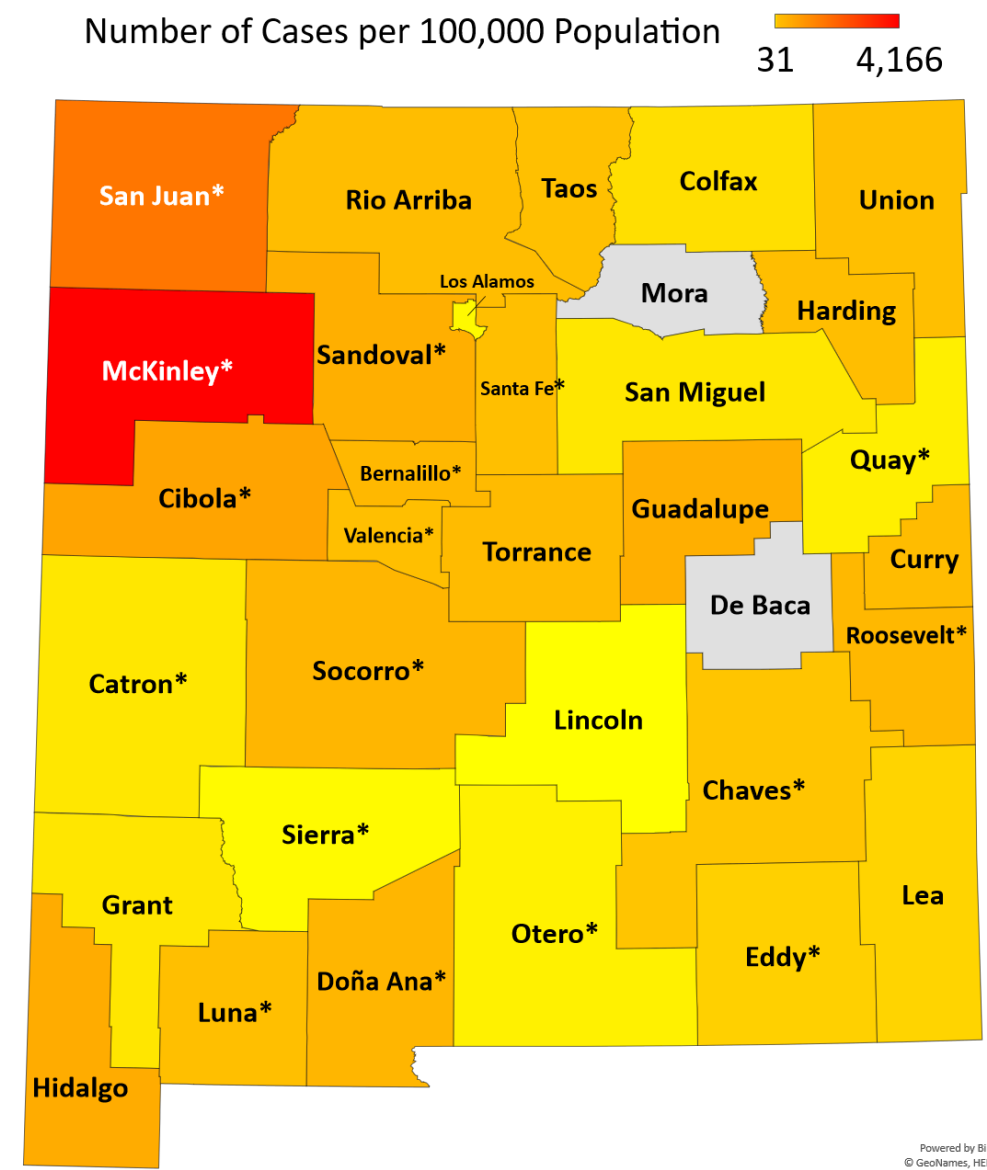 Number of Cases per 100,000 Population
31 4,166
San Juan*
Rio Arriba
Taos
Colfax
Union
Los Alamos
Mora
Harding
McKinley*
Sandoval*
Santa Fe*
San Miguel
Quay*
Bernalillo*
Cibola*
Guadalupe
Valencia*
Torrance
Curry
De Baca
Roosevelt*
Socorro*
Catron*
Lincoln
Chaves*
Sierra*
Grant
Lea
Otero*
Eddy*
Doña Ana*
Luna*
Hidalgo
Powered by Bi
© GeoNames, HE